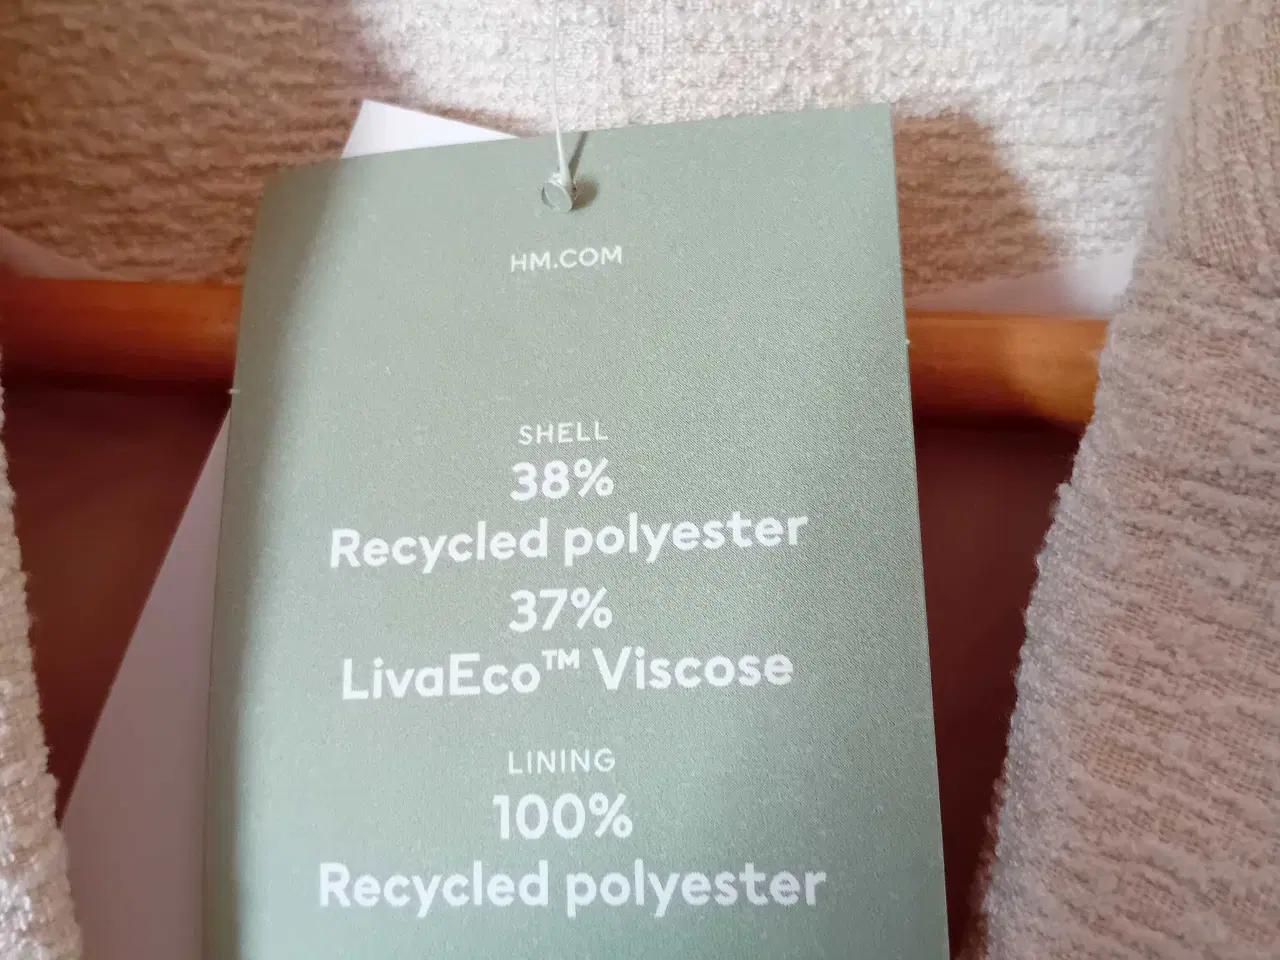 HM.COM
SHELL
38%
Recycled polyester
37%
LivaEco™ Viscose
LINING
100%
Recycled polyester